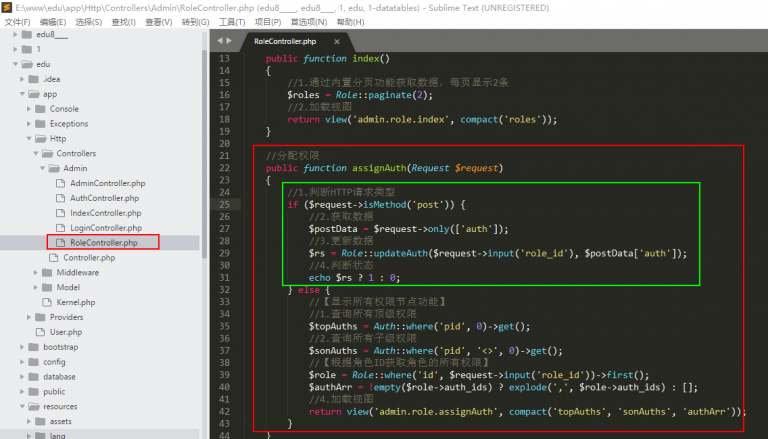 E:\www\edu\app\Http\Controllers\Admin\RoleController.php (edu8___, edu8___, 1, edu, 1-datatables) - Sublime Text (UNREGISTERED)
文件(F) 编辑(E) 选择(S) 查找(I) 查看(V) 转到(G) 工具(T) 项目(P) 首选项(N) 帮助(H)
edu8___
1
edu
.idea
app
Console
Exceptions
Http
Controllers
Admin
AdminController.php
AuthController.php
IndexController.php
LoginController.php
RoleController.php
Controller.php
Middleware
Model
Kernel.php
Providers
User.php
bootstrap
config
database
public
resources
assets
lang
RoleController.php ×
13 public function index()
14 {
15 //1.通过内置分页功能获取数据，每页显示2条
16 $roles = Role::paginate(2);
17 //2.加载视图
18 return view('admin.role.index', compact('roles'));
19 }
20
21 //分配权限
22 public function assignAuth(Request $request)
23 {
24 //1.判断HTTP请求类型
25 if ($request->isMethod('post')) {
26 //2.获取数据
27 $postData = $request->only(['auth']);
28 //3.更新数据
29 $rs = Role::updateAuth($request->input('role_id'), $postData['auth']);
30 //4.判断状态
31 echo $rs ? 1 : 0;
32 } else {
33 //【显示所有权限节点功能】
34 //1.查询所有顶级权限
35 $topAuths = Auth::where('pid', 0)->get();
36 //2.查询所有子级权限
37 $sonAuths = Auth::where('pid', '<>', 0)->get();
38 //【根据角色ID获取角色的所有权限】
39 $role = Role::where('id', $request->input('role_id'))->first();
40 $authArr = !empty($role->auth_ids) ? explode(',', $role->auth_ids) : [];
41 //4.加载视图
42 return view('admin.role.assignAuth', compact('topAuths', 'sonAuths', 'authArr'));
43 }
44 }